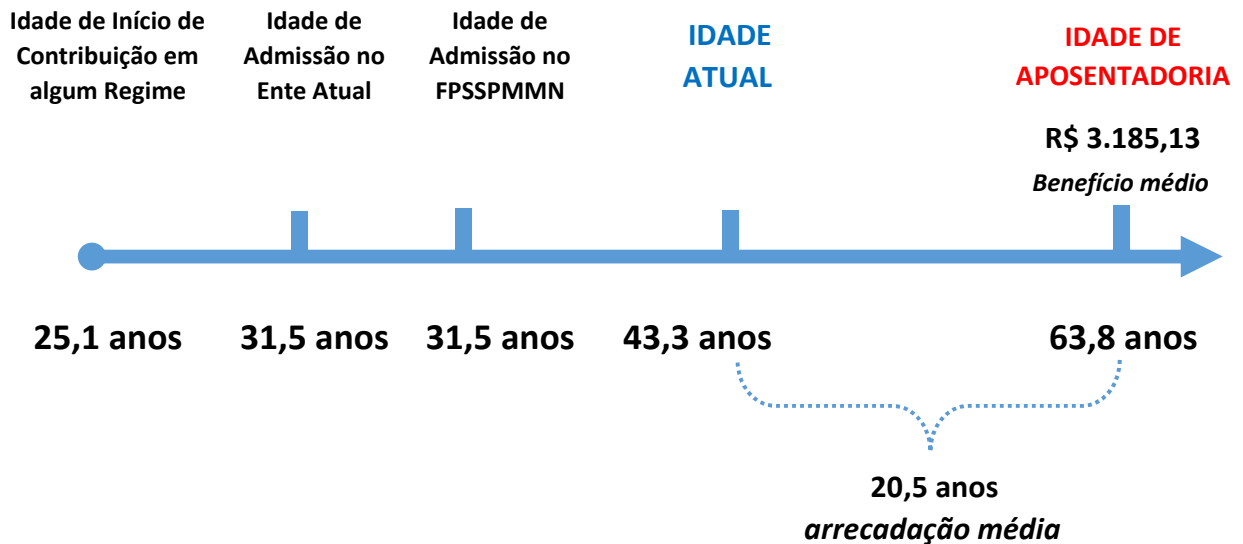 Idade de Início de
Contribuição em
algum Regime
Idade de
Admissão no
Ente Atual
Idade de
Admissão no
FPSSPMMN
IDADE
ATUAL
IDADE DE
APOSENTADORIA
R$ 3.185,13
Benefício médio
25,1 anos
31,5 anos
31,5 anos
43,3 anos
63,8 anos
20,5 anos
arrecadação média